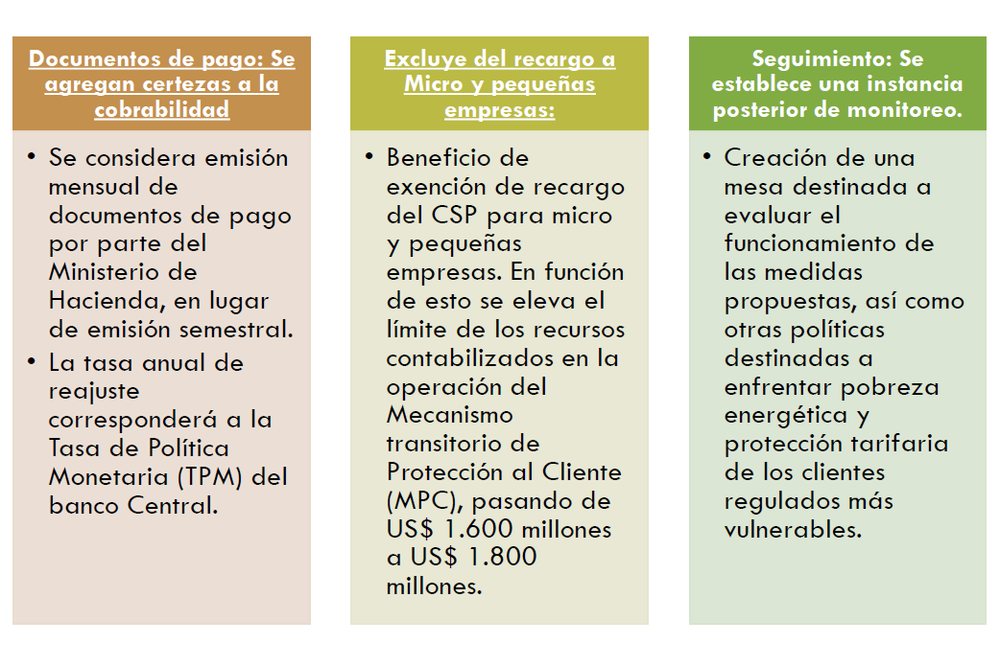 Documentos de pago: Se
agregan certezas a la
cobrabilidad
• Se considera emisión
mensual de
documentos de pago
por parte del
Ministerio de
Hacienda, en lugar
de emisión semestral.
• La tasa anual de
reajuste
corresponderá a la
Tasa de Política
Monetaria (TPM) del
banco Central.
Excluye del recargo a
Micro y pequeñas
empresas:
• Beneficio de
exención de recargo
del CSP para micro
y pequeñas
empresas. En función
de esto se eleva el
límite de los recursos
contabilizados en la
operación del
Mecanismo
transitorio de
Protección al Cliente
(MPC), pasando de
US$ 1.600 millones
a US$ 1.800
millones.
Seguimiento: Se
establece una instancia
posterior de monitoreo.
• Creación de una
mesa destinada a
evaluar el
funcionamiento de
las medidas
propuestas, así como
otras políticas
destinadas a
enfrentar pobreza
energética y
protección tarifaria
de los clientes
regulados más
vulnerables.